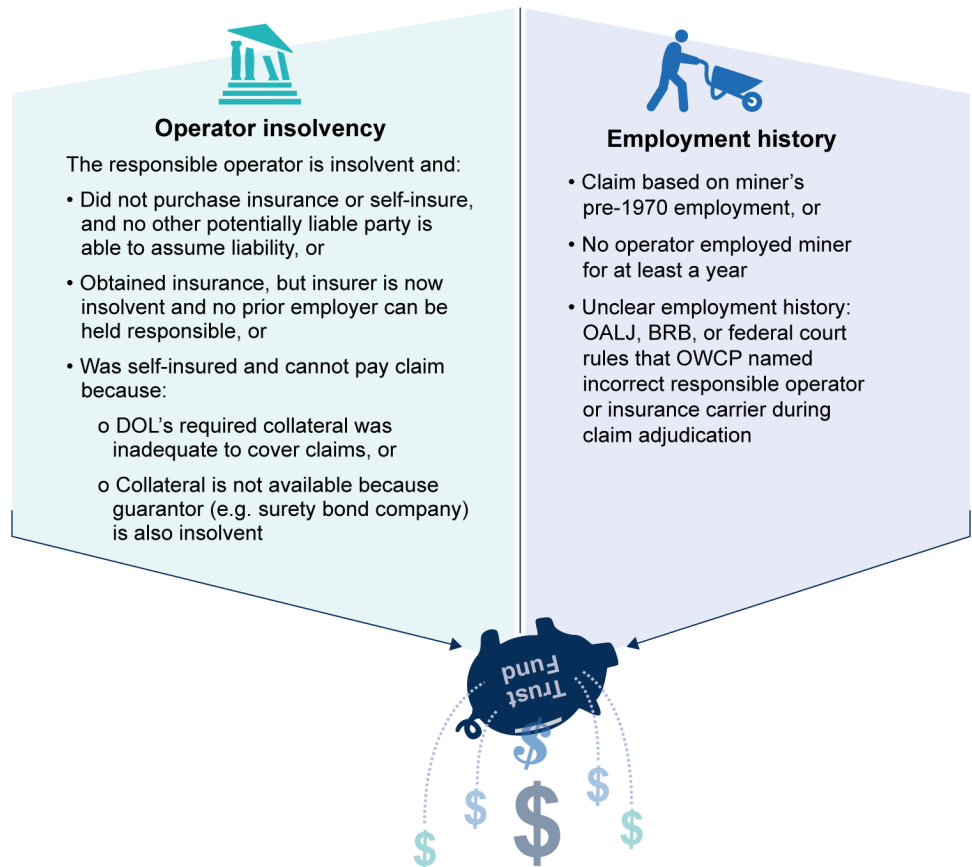 Operator insolvency
The responsible operator is insolvent and:
• Did not purchase insurance or self-insure,
and no other potentially liable party is
able to assume liability, or
• Obtained insurance, but insurer is now
insolvent and no prior employer can be
held responsible, or
• Was self-insured and cannot pay claim
because:
o DOL’s required collateral was
inadequate to cover claims, or
o Collateral is not available because
guarantor (e.g. surety bond company)
is also insolvent
Employment history
• Claim based on miner’s
pre-1970 employment, or
• No operator employed miner
for at least a year
• Unclear employment history:
OALJ, BRB, or federal court
rules that OWCP named
incorrect responsible operator
or insurance carrier during
claim adjudication
Trust
Fund
$
$ $
$ $ $